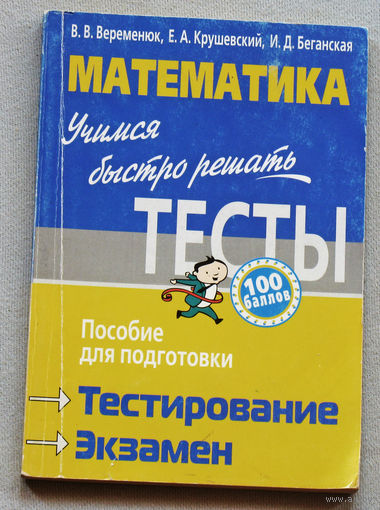 В. В. Веременюк, Е. А. Крушевский, И. Д. Беганская
МАТЕМАТИКА
Учимся
быстро решать
ТЕСТЫ
100
баллов
Пособие
для подготовки
Тестирование
Экзамен